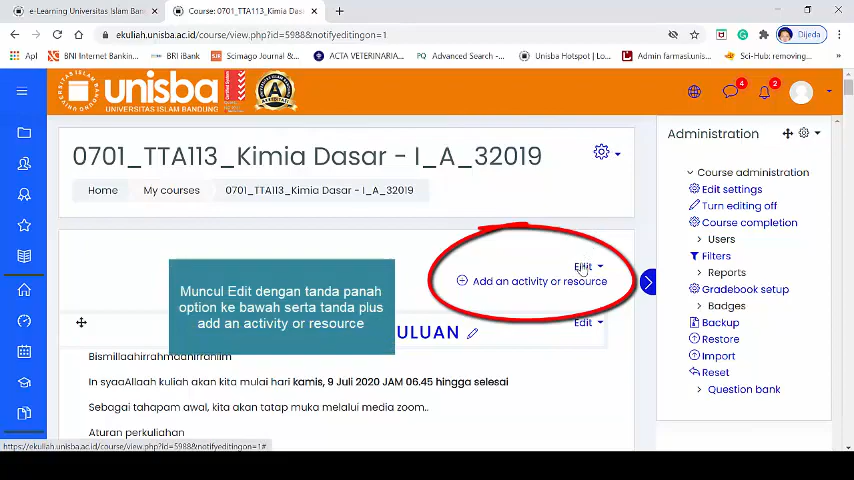 e-Learning Universitas Islam Band
Course: 0701_TTA113_Kimia Dasar
ekuliah.unisba.ac.id/course/view.php?id=5988&notifyeditingon=1
Dijeda
Apl
BNI Internet Bankin...
BRI iBank
Scimago Journal &...
ACTA VETERINARIA...
Advanced Search -...
Unisba Hotspot | Lo...
Admin farmasi.unisb...
Sci-Hub: removing...
unisba
UNIVERSITAS ISLAM BANDUNG
4
2
0701_TTA113_Kimia Dasar - I_A_32019
Home
My courses
0701_TTA113_Kimia Dasar - I_A_32019
Edit
Add an activity or resource
Muncul Edit dengan tanda panah
option ke bawah serta tanda plus
add an activity or resource
Edit
ULUAN
Bismillaahirrahmaanirrahiim
In syaaAllaah kuliah akan kita mulai hari kamis, 9 Juli 2020 JAM 06.45 hingga selesai
Sebagai tahapam awal, kita akan tatap muka melalui media zoom..
Aturan perkuliahan
Administration
Course administration
Edit settings
Turn editing off
Course completion
Users
Filters
Reports
Gradebook setup
Badges
Backup
Restore
Import
Reset
Question bank
https://ekuliah.unisba.ac.id/course/view.php?id=5988&notifyeditingon=1#